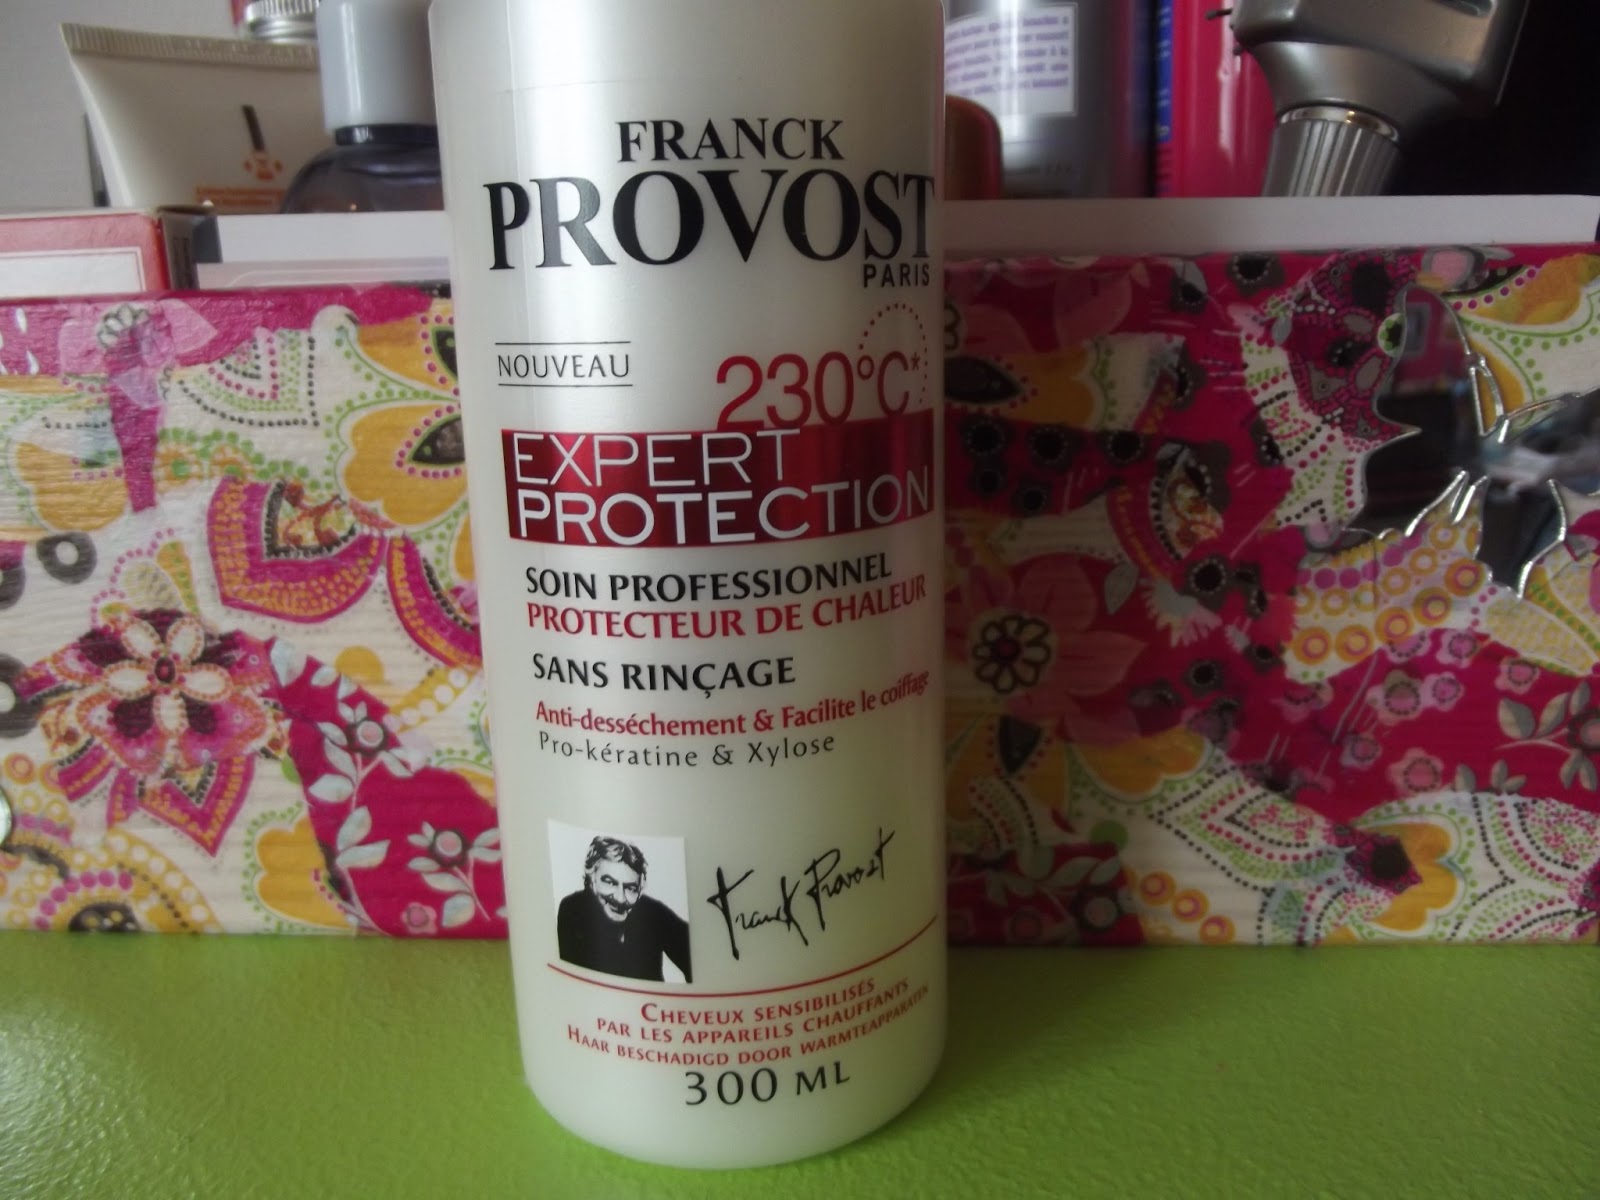 FRANCK
PROVOST
PARIS
NOUVEAU
230°C*
EXPERT
PROTECTION
SOIN PROFESSIONNEL
PROTECTEUR DE CHALEUR
SANS RINÇAGE
Anti-desséchement & Facilite le coiffage
Pro-kératine & Xylose
Franck Provost
CHEVEUX SENSIBILISÉS
PAR LES APPAREILS CHAUFFANTS
HAAR BESCHADIGD DOOR WARMTEAPPARATEN
300 ML